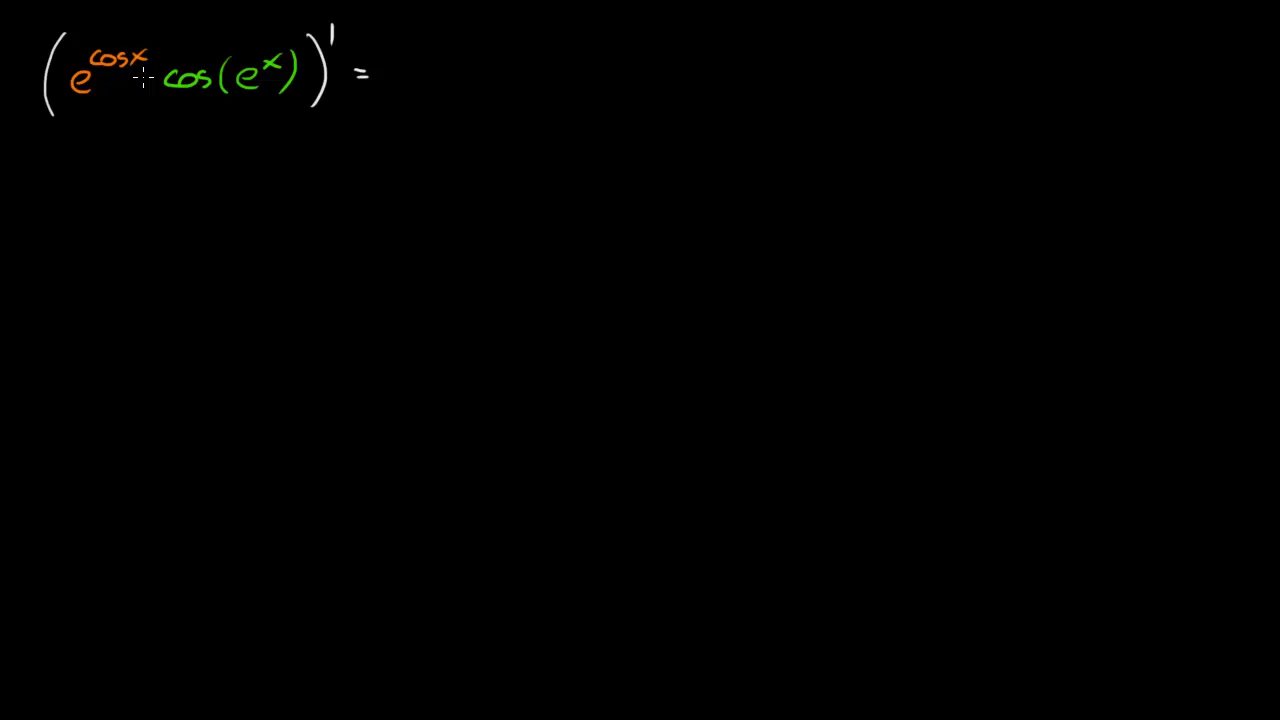 (e^{cosx} cos(e^x))' =